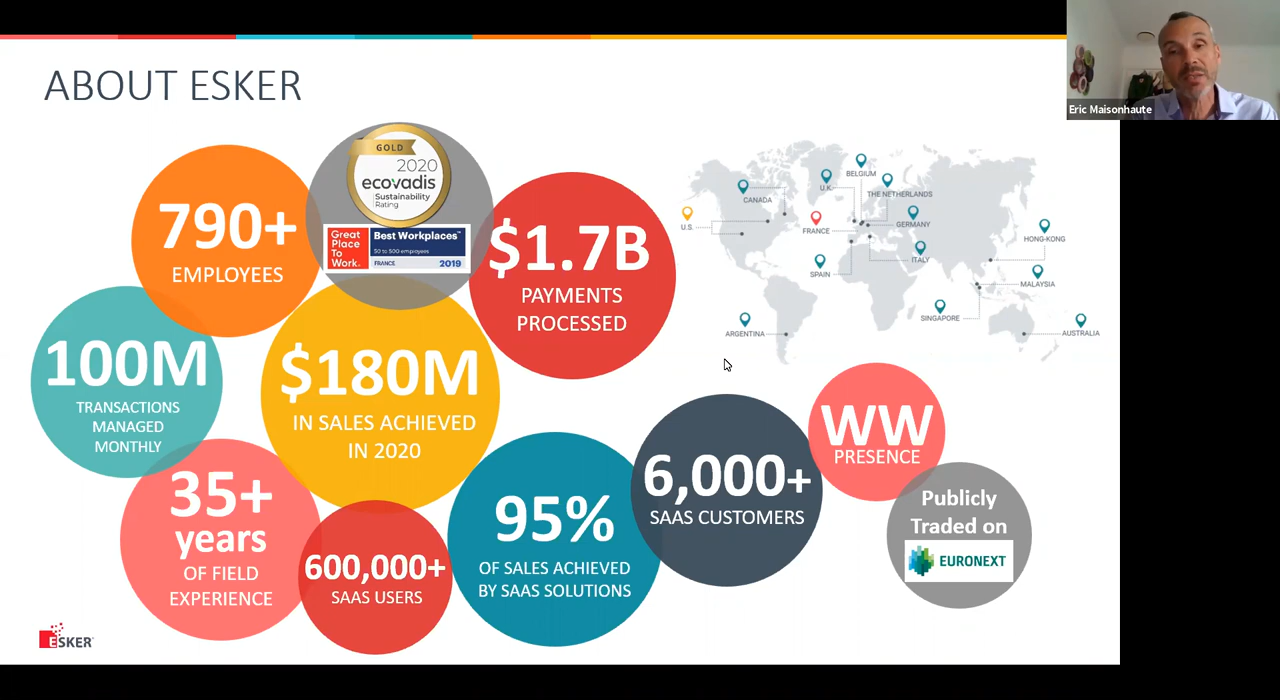 ABOUT ESKER
Eric Maisonhaute
790+
EMPLOYEES
GOLD
2020
ecovadis
Sustainability
Rating
Great
Place
To
Work.
Best Workplaces™
50 to 500 employees
FRANCE 2019
$1.7B
PAYMENTS
PROCESSED
100M
TRANSACTIONS
MANAGED
MONTHLY
$180M
IN SALES ACHIEVED
IN 2020
35+
years
OF FIELD
EXPERIENCE
600,000+
SAAS USERS
95%
OF SALES ACHIEVED
BY SAAS SOLUTIONS
6,000+
SAAS CUSTOMERS
WW
PRESENCE
Publicly
Traded on
EURONEXT
BELGIUM
U.K.
THE NETHERLANDS
CANADA
U.S.
FRANCE
GERMANY
HONG-KONG
ITALY
SPAIN
MALAYSIA
SINGAPORE
ARGENTINA
AUSTRALIA
ESKER